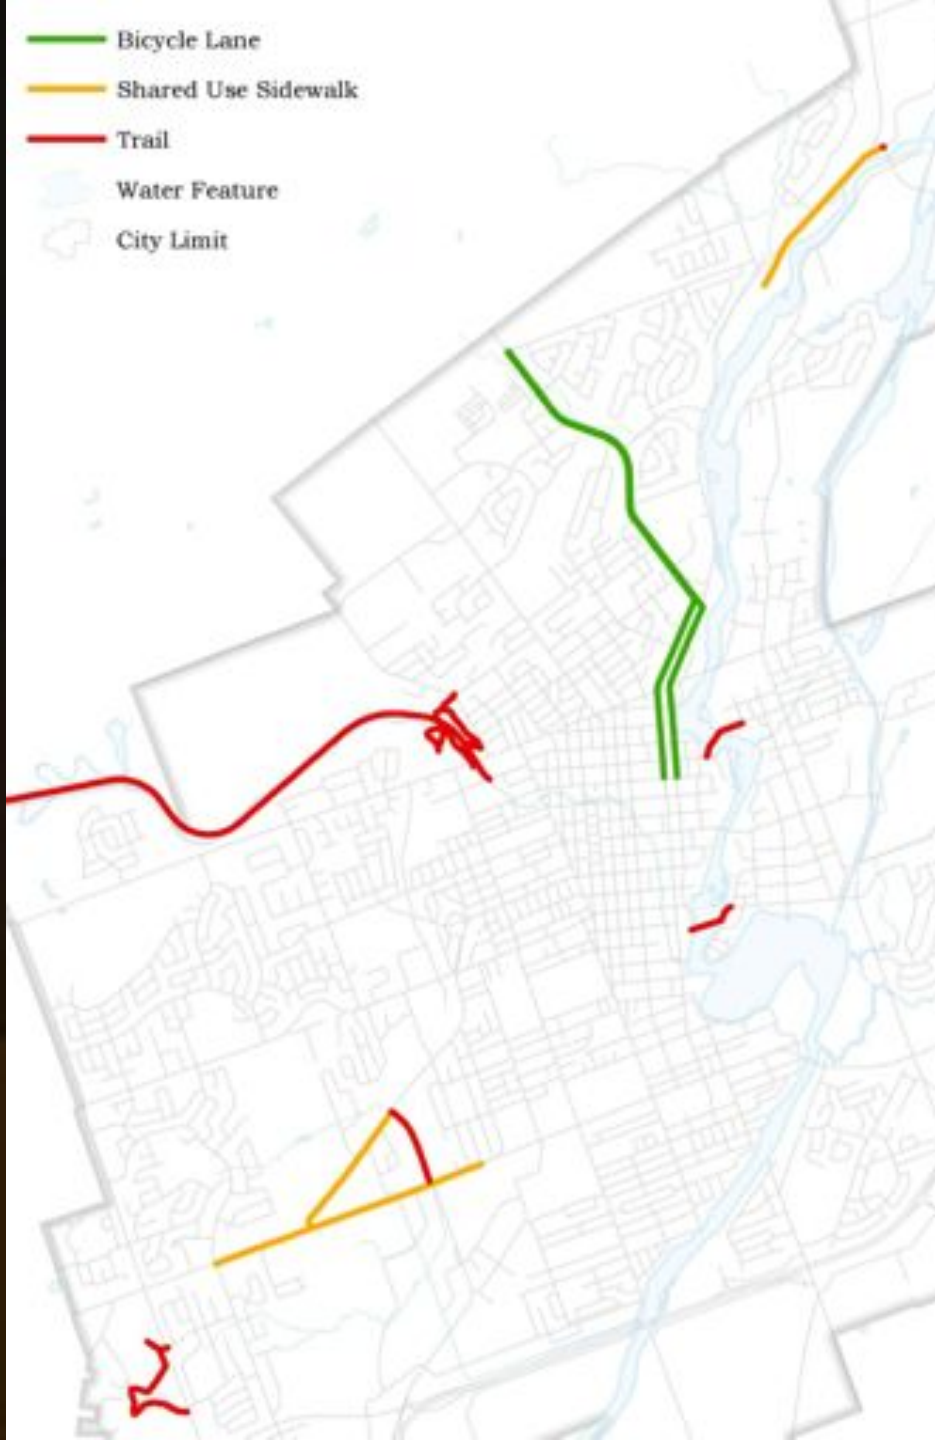 Bicycle Lane
Shared Use Sidewalk
Trail
Water Feature
City Limit